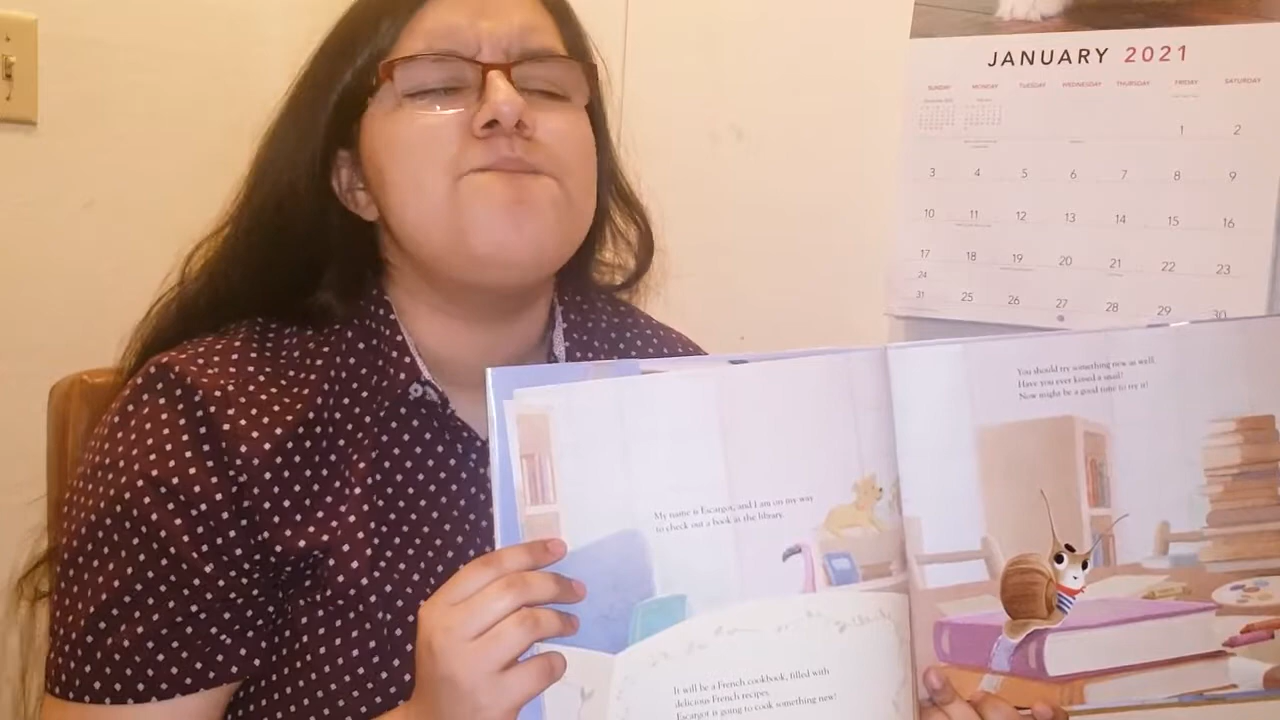 JANUARY 2021
SUNDAY MONDAY TUESDAY WEDNESDAY THURSDAY FRIDAY SATURDAY
1 2
3 4 5 6 7 8 9
10 11 12 13 14 15 16
17 18 19 20 21 22 23
24
31 25 26 27 28 29 30
My name is Escargot, and I am on my way
to check out a book at the library.
It will be a French cookbook, filled with
delicious French recipes.
Escargot is going to cook something new!
You should try something new as well.
Have you ever kissed a snail?
Now might be a good time to try it!